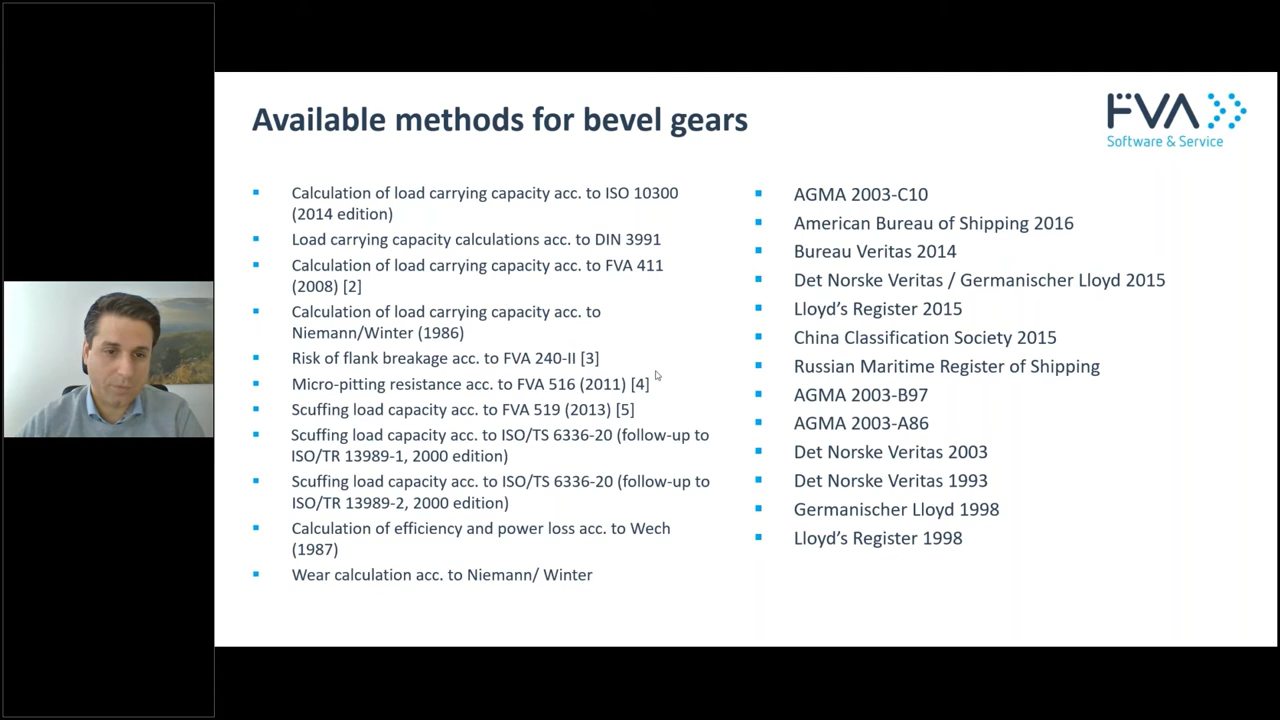 Available methods for bevel gears
FVA
Software & Service
Calculation of load carrying capacity acc. to ISO 10300
(2014 edition)
Load carrying capacity calculations acc. to DIN 3991
Calculation of load carrying capacity acc. to FVA 411
(2008) [2]
Calculation of load carrying capacity acc. to
Niemann/Winter (1986)
Risk of flank breakage acc. to FVA 240-II [3]
Micro-pitting resistance acc. to FVA 516 (2011) [4]
Scuffing load capacity acc. to FVA 519 (2013) [5]
Scuffing load capacity acc. to ISO/TS 6336-20 (follow-up to
ISO/TR 13989-1, 2000 edition)
Scuffing load capacity acc. to ISO/TS 6336-20 (follow-up to
ISO/TR 13989-2, 2000 edition)
Calculation of efficiency and power loss acc. to Wech
(1987)
Wear calculation acc. to Niemann/ Winter
AGMA 2003-C10
American Bureau of Shipping 2016
Bureau Veritas 2014
Det Norske Veritas / Germanischer Lloyd 2015
Lloyd's Register 2015
China Classification Society 2015
Russian Maritime Register of Shipping
AGMA 2003-B97
AGMA 2003-A86
Det Norske Veritas 2003
Det Norske Veritas 1993
Germanischer Lloyd 1998
Lloyd's Register 1998